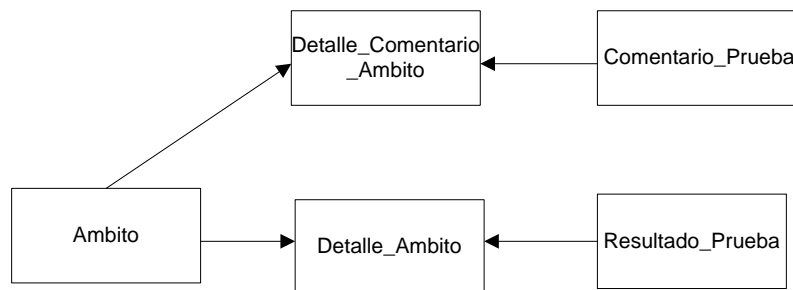 Detalle_Comentario
_Ambito
Comentario_Prueba
Ambito
Detalle_Ambito
Resultado_Prueba